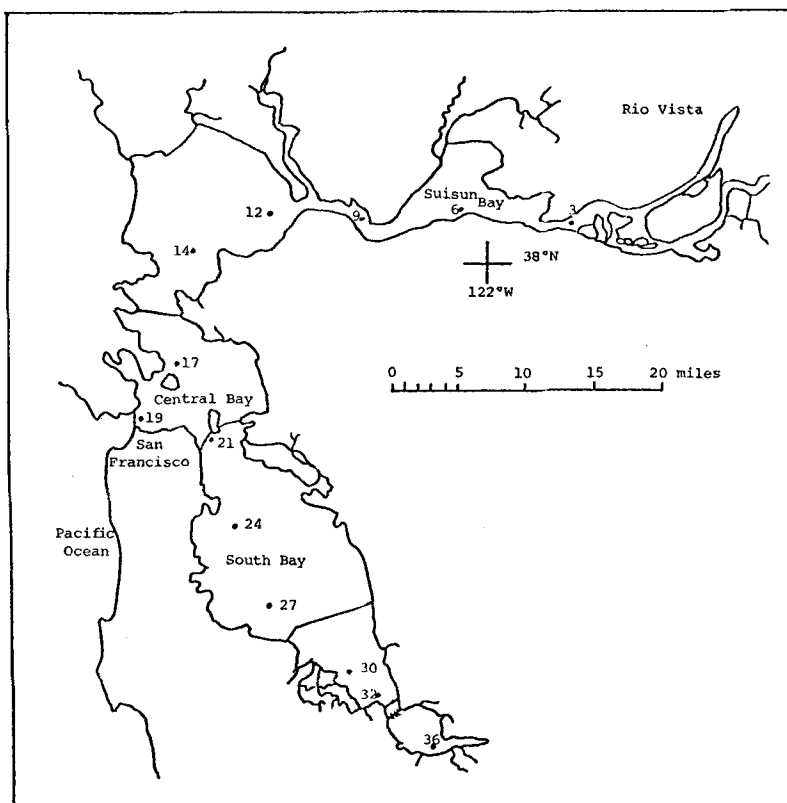 Rio Vista
Suisun
Bay
3
6
9
12
14
38°N
122°W
0 5 10 15 20 miles
17
Central Bay
19
21
San
Francisco
24
Pacific
Ocean
South Bay
27
30
32
36